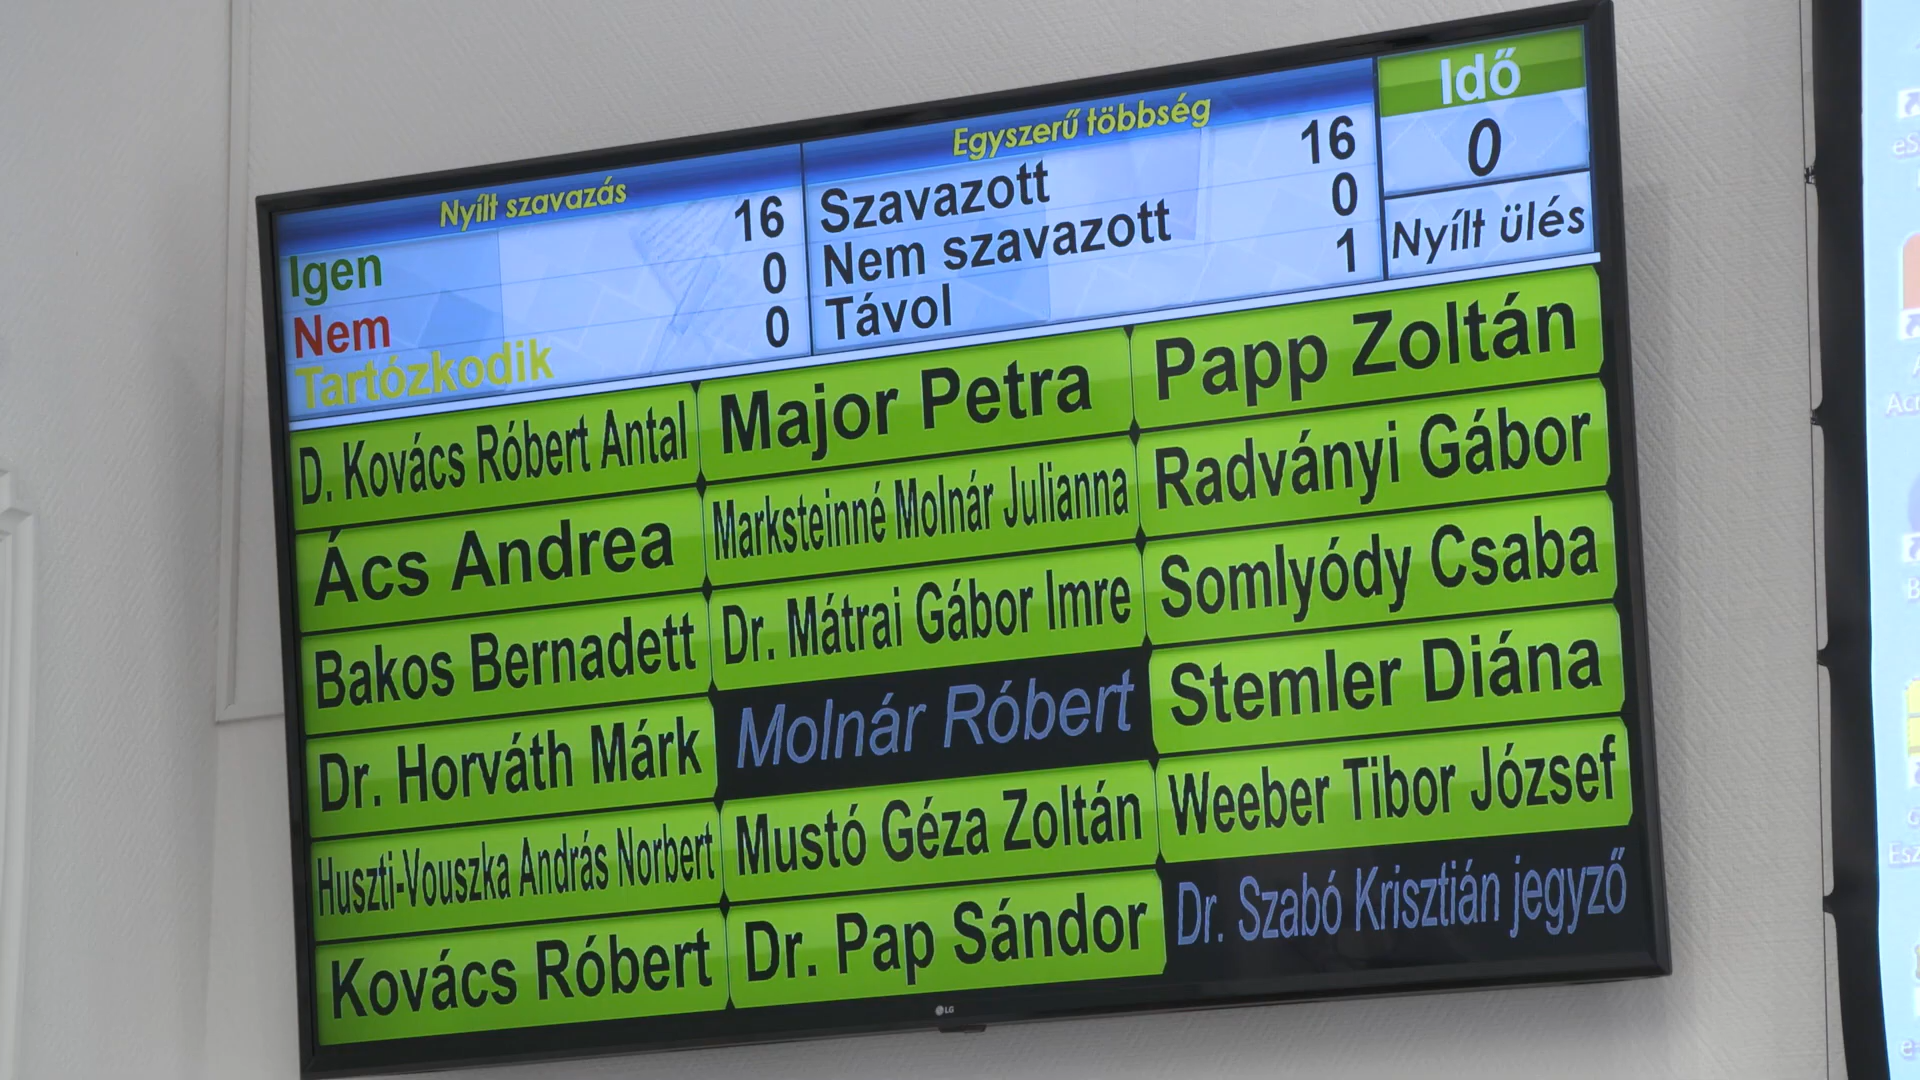 Nyílt szavazás
Igen 16
Nem 0
Tartózkodik 0
Egyszerű többség
Szavazott 16
Nem szavazott 0
Távol 1
Idő
0
Nyílt ülés
D. Kovács Róbert Antal
Ács Andrea
Bakos Bernadett
Dr. Horváth Márk
Huszti-Vouszka András Norbert
Kovács Róbert
Major Petra
Marksteinné Molnár Julianna
Dr. Mátrai Gábor Imre
Molnár Róbert
Mustó Géza Zoltán
Dr. Pap Sándor
Papp Zoltán
Radványi Gábor
Somlyódy Csaba
Stemler Diána
Weeber Tibor József
Dr. Szabó Krisztián jegyző
LG